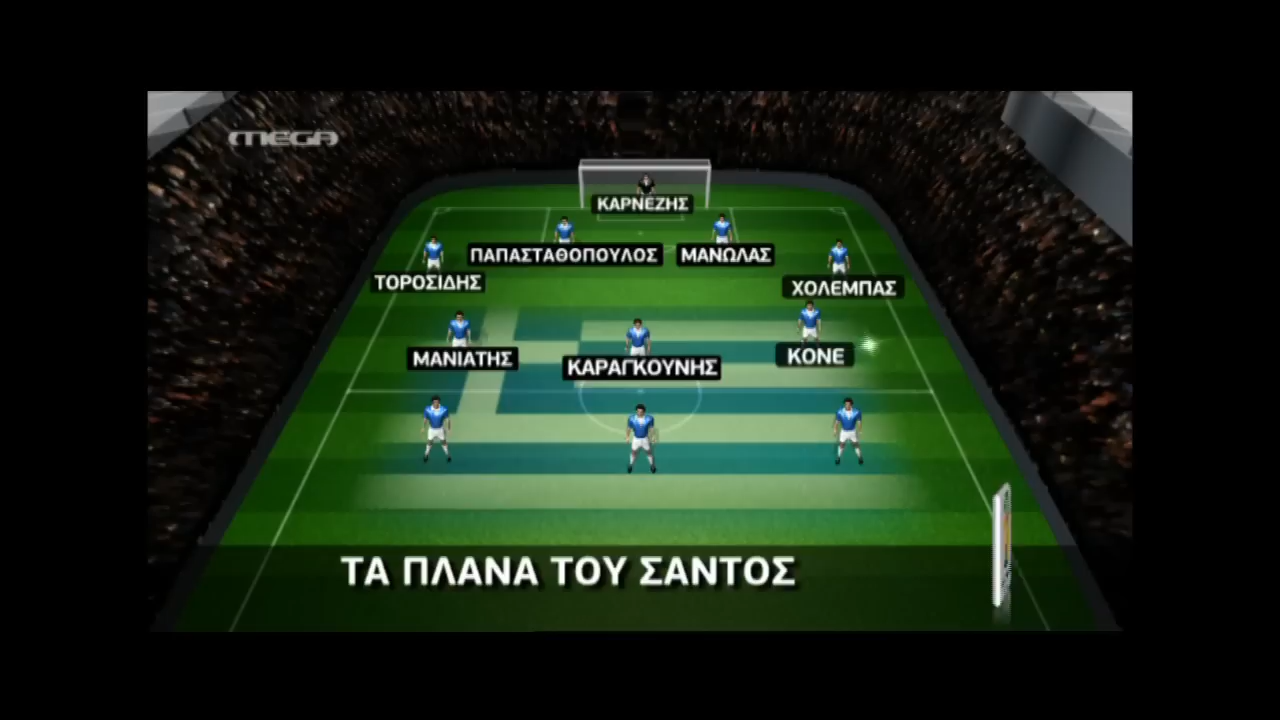 MEGA
ΚΑΡΝΕΖΗΣ
ΠΑΠΑΣΤΑΘΟΠΟΥΛΟΣ ΜΑΝΩΛΑΣ
ΤΟΡΟΣΙΔΗΣ ΧΟΛΕΜΠΑΣ
ΜΑΝΙΑΤΗΣ ΚΑΡΑΓΚΟΥΝΗΣ ΚΟΝΕ
ΤΑ ΠΛΑΝΑ ΤΟΥ ΣΑΝΤΟΣ